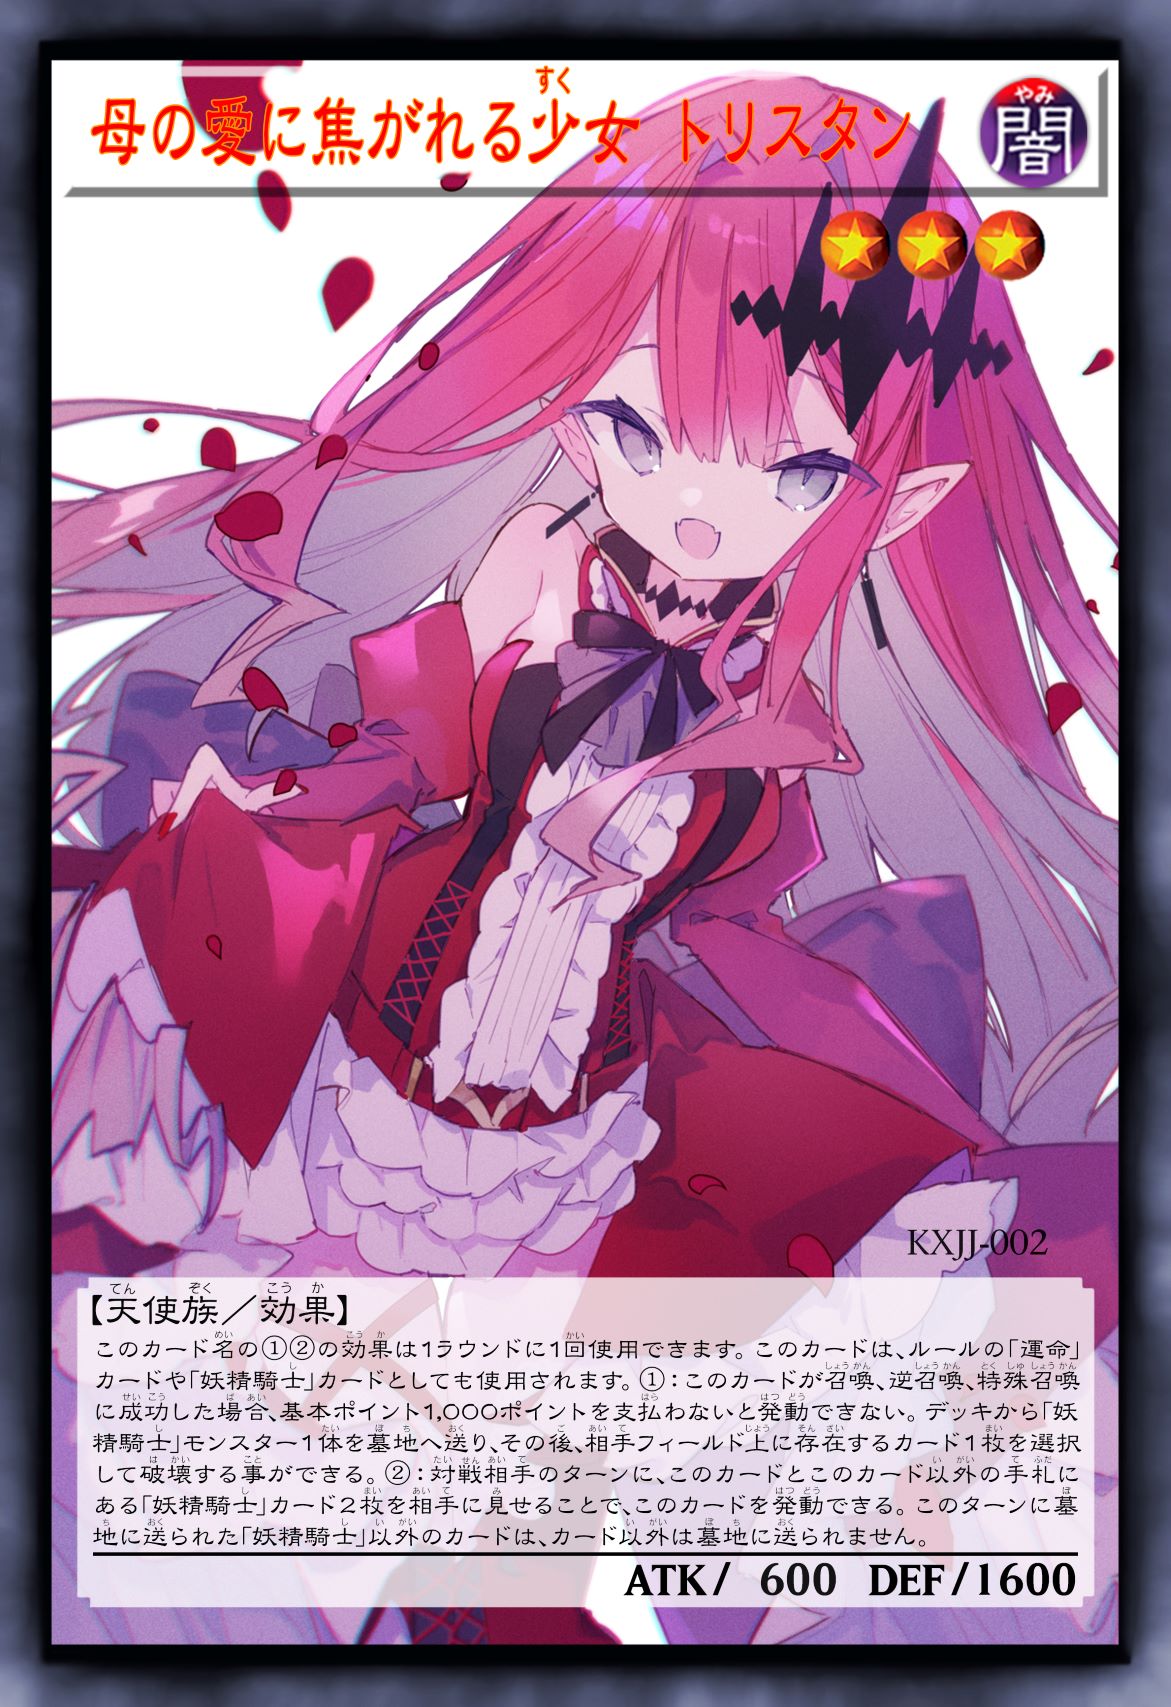 母の愛に焦がれる少女 トリスタン
すく
やみ
闇
KXJJ-002
【天使族／効果】
このカード名の①②の効果は1ラウンドに1回使用できます。このカードは、ルールの「運命」
カードや「妖精騎士」カードとしても使用されます。①：このカードが召喚、逆召喚、特殊召喚
に成功した場合、基本ポイント1,000ポイントを支払わないと発動できない。デッキから「妖
精騎士」モンスター1体を墓地へ送り、その後、相手フィールド上に存在するカード1枚を選択
して破壊する事ができる。②：対戦相手のターンに、このカードとこのカード以外の手札に
ある「妖精騎士」カード2枚を相手に見せることで、このカードを発動できる。このターンに墓
地に送られた「妖精騎士」以外のカードは、カード以外は墓地に送られません。
ATK/ 600 DEF/1600